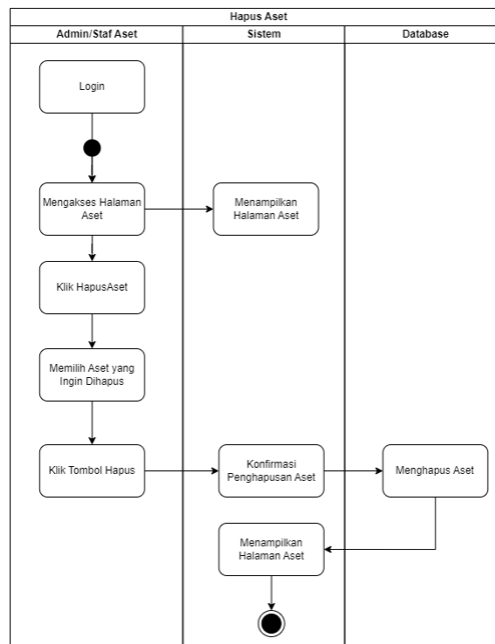 Hapus Aset
Admin/Staf Aset
Sistem
Database
Login
Mengakses Halaman
Aset
Menampilkan
Halaman Aset
Klik HapusAset
Memilih Aset yang
Ingin Dihapus
Klik Tombol Hapus
Konfirmasi
Penghapusan Aset
Menghapus Aset
Menampilkan
Halaman Aset